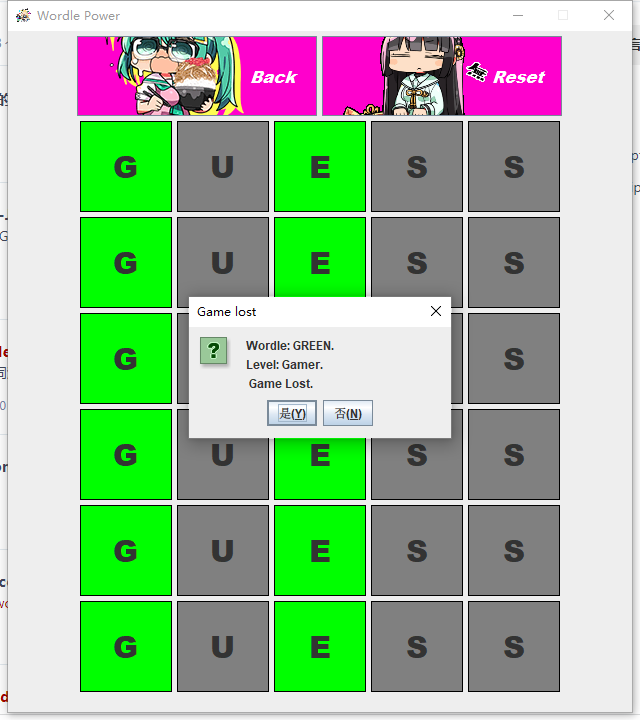 Wordle Power
Back
Reset
G U E S S
G U E S S
G S
G U E S S
G U E S S
G U E S S
Game lost
Wordle: GREEN.
Level: Gamer.
Game Lost.
是(Y) 否(N)